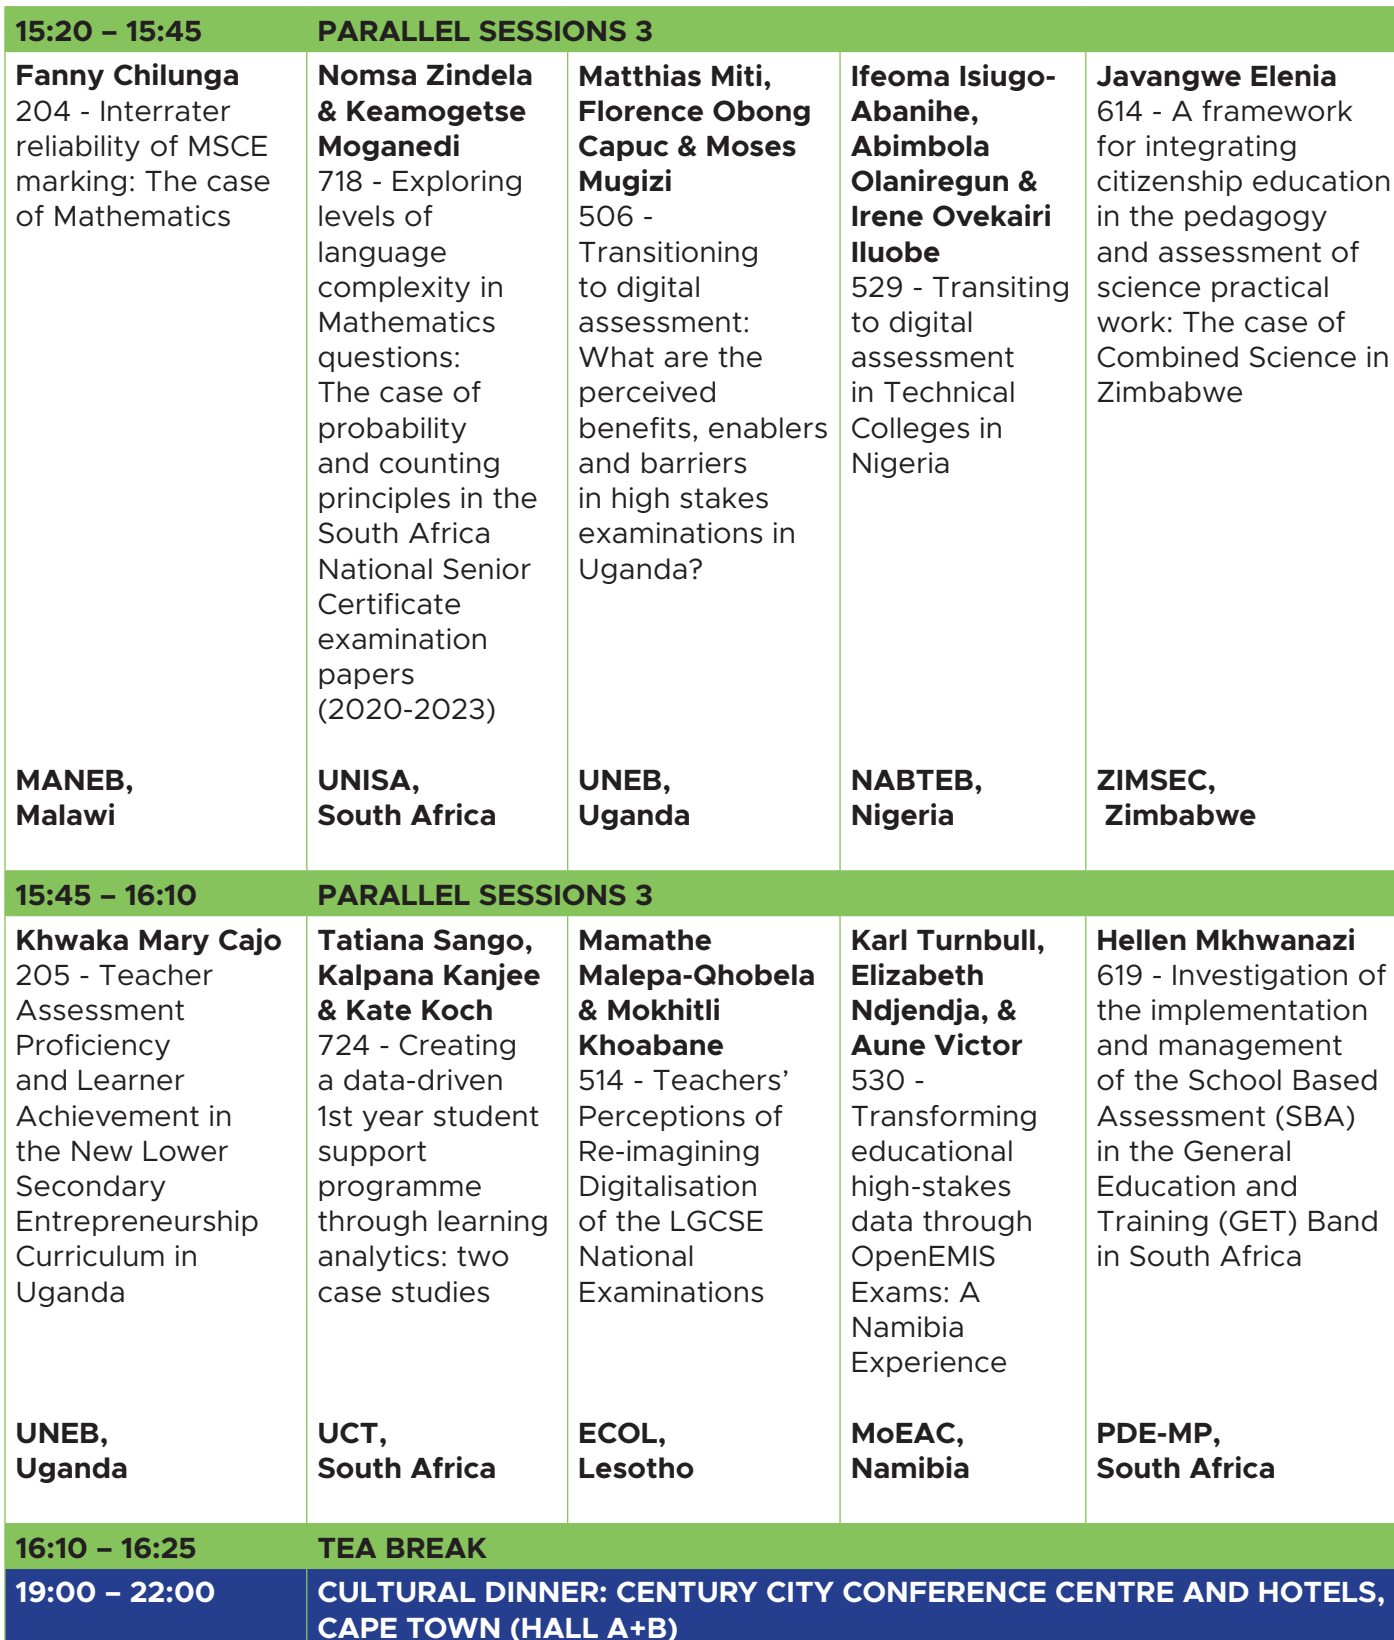 15:20 – 15:45 PARALLEL SESSIONS 3
Fanny Chilunga
204 - Interrater
reliability of MSCE
marking: The case
of Mathematics
MANEB,
Malawi
Nomsa Zindela
& Keamogetse
Moganedi
718 - Exploring
levels of
language
complexity in
Mathematics
questions:
The case of
probability
and counting
principles in the
South Africa
National Senior
Certificate
examination
papers
(2020-2023)
UNISA,
South Africa
Matthias Miti,
Florence Obong
Capuc & Moses
Mugizi
506 -
Transitioning
to digital
assessment:
What are the
perceived
benefits, enablers
and barriers
in high stakes
examinations in
Uganda?
UNEB,
Uganda
Ifeoma Isiugo-
Abanihe,
Abimbola
Olaniregun &
Irene Ovekairi
Iluobe
529 - Transiting
to digital
assessment
in Technical
Colleges in
Nigeria
NABTEB,
Nigeria
Javangwe Elenia
614 - A framework
for integrating
citizenship education
in the pedagogy
and assessment of
science practical
work: The case of
Combined Science in
Zimbabwe
ZIMSEC,
Zimbabwe
15:45 – 16:10 PARALLEL SESSIONS 3
Khwaka Mary Cajo
205 - Teacher
Assessment
Proficiency
and Learner
Achievement in
the New Lower
Secondary
Entrepreneurship
Curriculum in
Uganda
UNEB,
Uganda
Tatiana Sango,
Kalpana Kanjee
& Kate Koch
724 - Creating
a data-driven
1st year student
support
programme
through learning
analytics: two
case studies
UCT,
South Africa
Mamathe
Malepa-Qhobela
& Mokhitli
Khoabane
514 - Teachers’
Perceptions of
Re-imagining
Digitalisation
of the LGCSE
National
Examinations
ECOL,
Lesotho
Karl Turnbull,
Elizabeth
Ndjendja, &
Aune Victor
530 -
Transforming
educational
high-stakes
data through
OpenEMIS
Exams: A
Namibia
Experience
MoEAC,
Namibia
Hellen Mkhwanazi
619 - Investigation of
the implementation
and management
of the School Based
Assessment (SBA)
in the General
Education and
Training (GET) Band
in South Africa
PDE-MP,
South Africa
16:10 – 16:25 TEA BREAK
19:00 – 22:00 CULTURAL DINNER: CENTURY CITY CONFERENCE CENTRE AND HOTELS,
CAPE TOWN (HALL A+B)